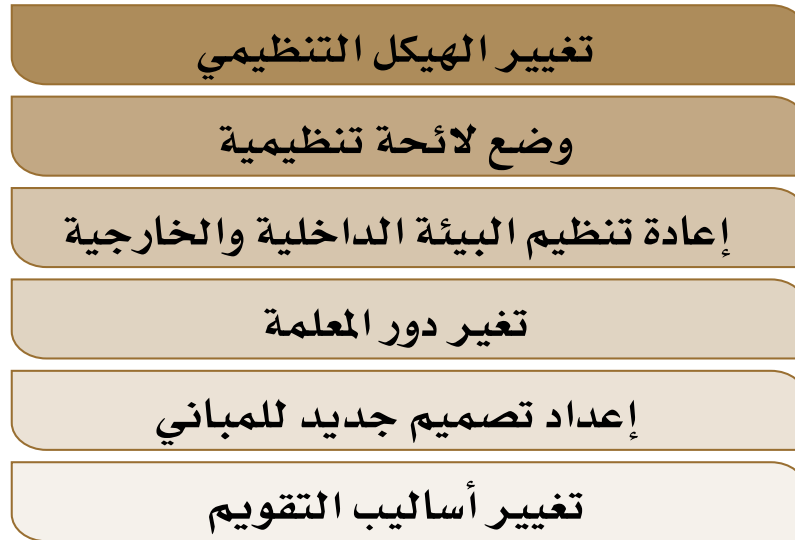 تغيير الهيكل التنظيمي
وضع لائحة تنظيمية
إعادة تنظيم البيئة الداخلية والخارجية
تغير دور المعلمة
إعداد تصميم جديد للمباني
تغيير أساليب التقويم